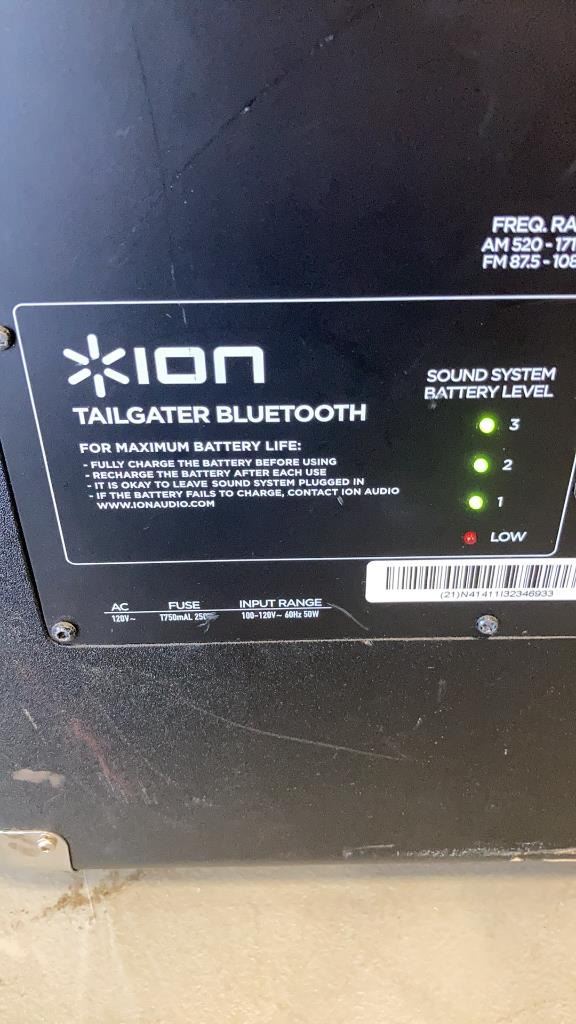 FREQ. RA
AM 520 - 171
FM 87.5 - 108
ION
TAILGATER BLUETOOTH
FOR MAXIMUM BATTERY LIFE:
- FULLY CHARGE THE BATTERY BEFORE USING
- RECHARGE THE BATTERY AFTER EACH USE
- IT IS OKAY TO LEAVE SOUND SYSTEM PLUGGED IN
- IF THE BATTERY FAILS TO CHARGE, CONTACT ION AUDIO
WWW.IONAUDIO.COM
SOUND SYSTEM
BATTERY LEVEL
3
2
1
LOW
(21)N41411I32346933
AC FUSE INPUT RANGE
120V~ T750mAL 100-120V~ 60Hz 50W